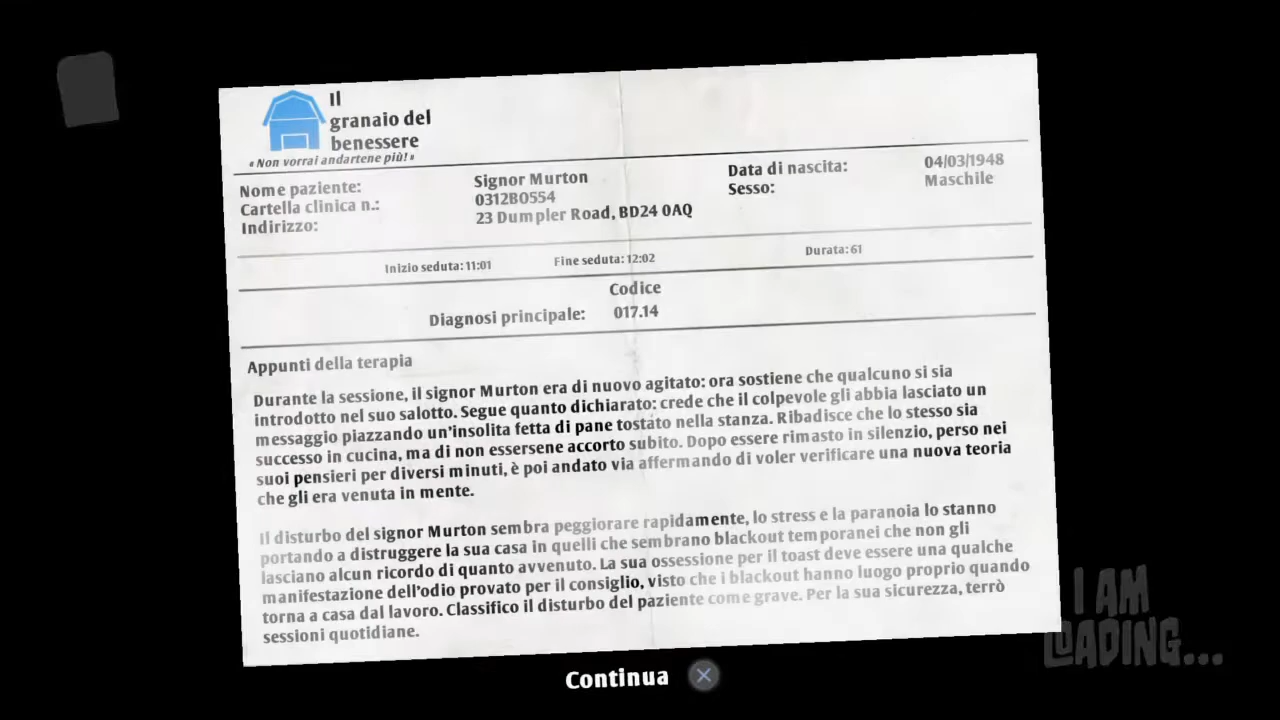 Il
granaio del
benessere
« Non vorrai andartene più! »
Nome paziente: Signor Murton Data di nascita: 04/03/1948
Cartella clinica n.: 0312B0554 Sesso: Maschile
Indirizzo: 23 Dumpler Road, BD24 0AQ
Inizio seduta: 11:01 Fine seduta: 12:02 Durata: 61
Codice
Diagnosi principale: 017.14
Appunti della terapia
Durante la sessione, il signor Murton era di nuovo agitato: ora sostiene che qualcuno si sia
introdotto nel suo salotto. Segue quanto dichiarato: crede che il colpevole gli abbia lasciato un
messaggio piazzando un'insolita fetta di pane tostato nella stanza. Ribadisce che lo stesso sia
successo in cucina, ma di non essersene accorto subito. Dopo essere rimasto in silenzio, perso nei
suoi pensieri per diversi minuti, è poi andato via affermando di voler verificare una nuova teoria
che gli era venuta in mente.
Il disturbo del signor Murton sembra peggiorare rapidamente, lo stress e la paranoia lo stanno
portando a distruggere la sua casa in quelli che sembrano blackout temporanei che non gli
lasciano alcun ricordo di quanto avvenuto. La sua ossessione per il toast deve essere una qualche
manifestazione dell'odio provato per il consiglio, visto che i blackout hanno luogo proprio quando
torna a casa dal lavoro. Classifico il disturbo del paziente come grave. Per la sua sicurezza, terrò
sessioni quotidiane.
I AM
LOADING...
Continua